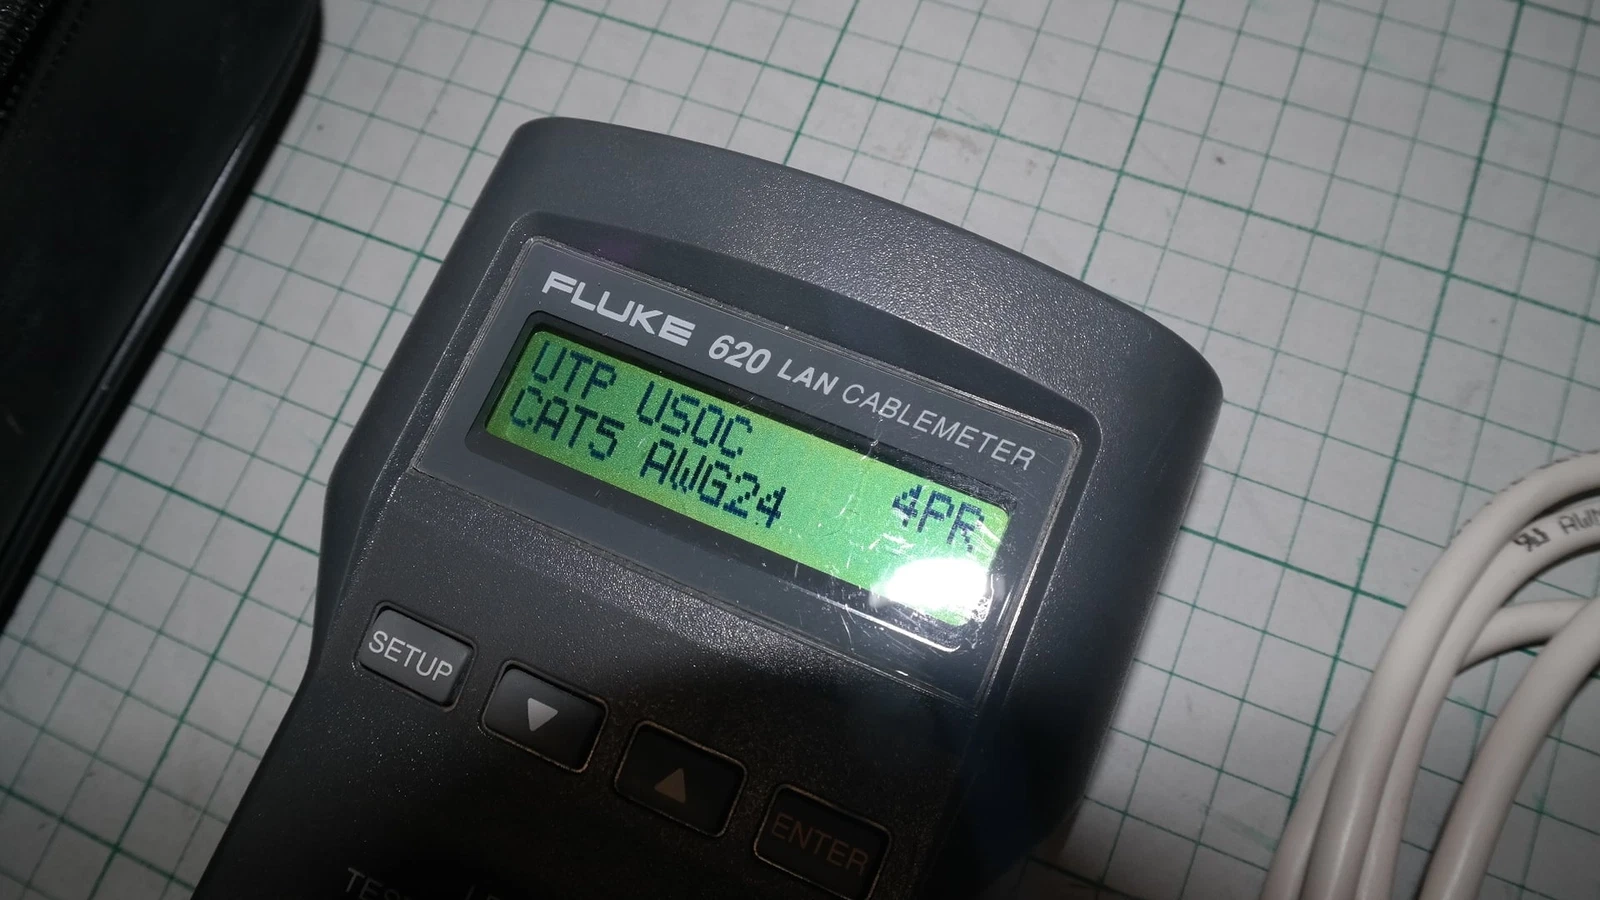 FLUKE 620 LAN CABLEMETER
UTP USOC
CAT5 AWG24 4PR
SETUP
ENTER